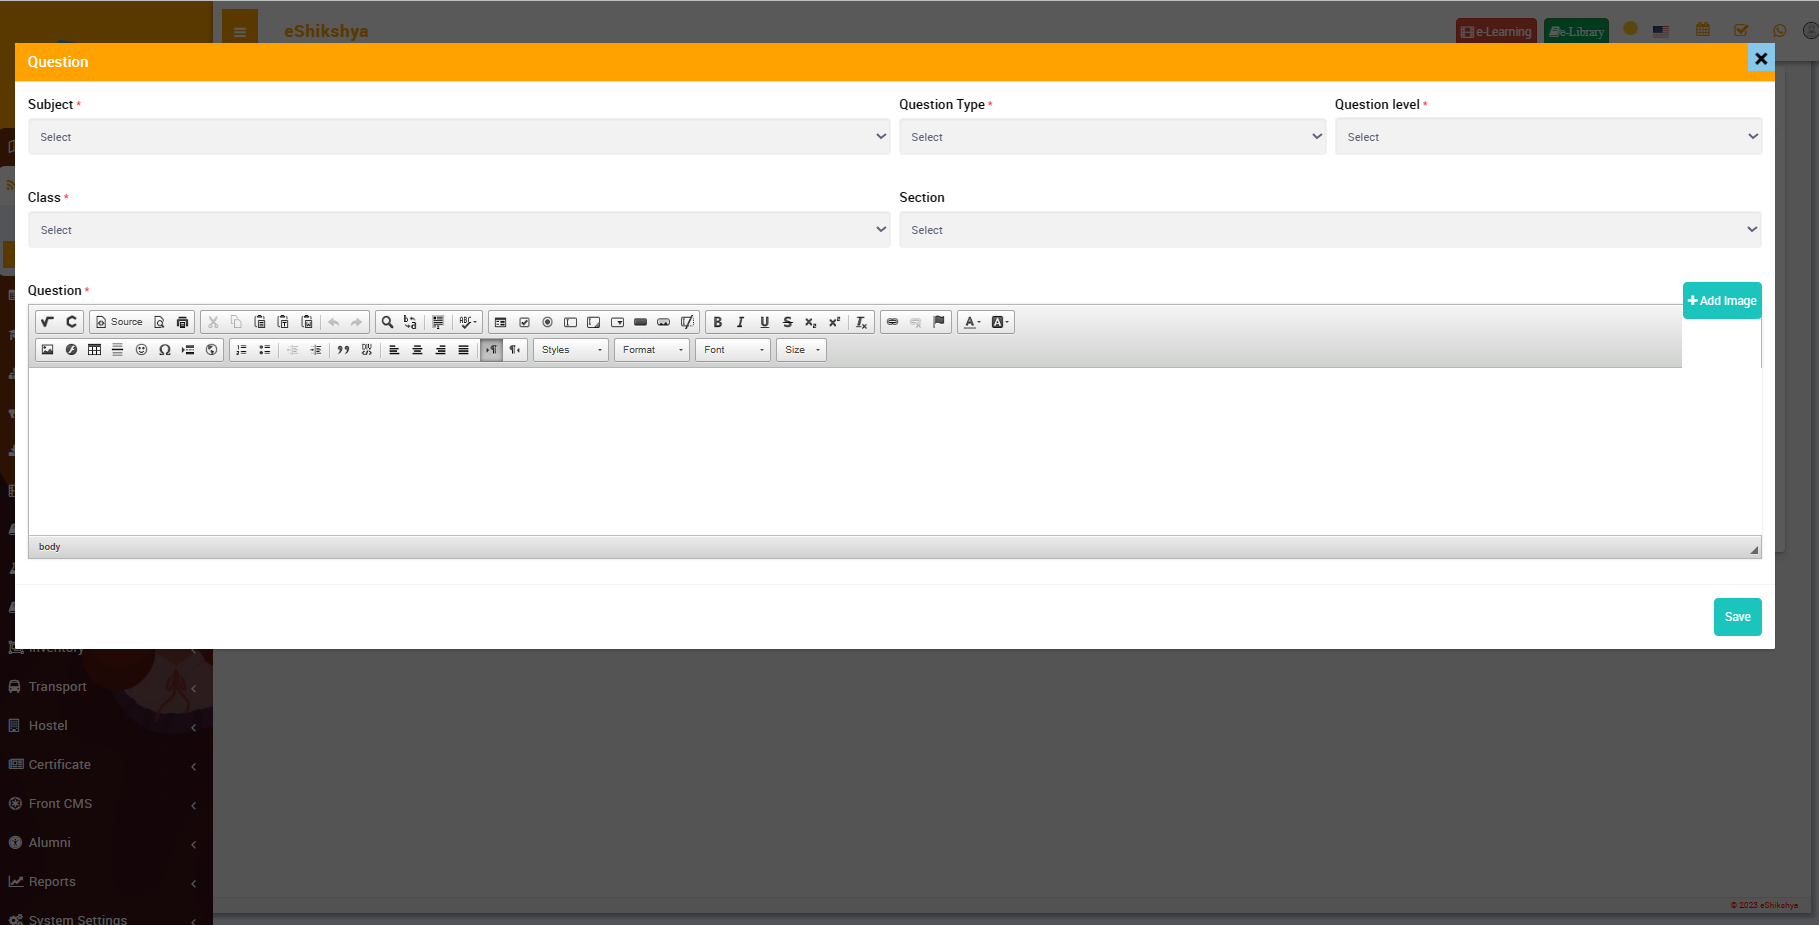 eShikshya
e-Learning
e-Library
Question
Subject *
Question Type *
Question level *
Select
Select
Select
Class *
Section
Select
Select
Question *
+Add Image
Source
Styles
Format
Font
Size
body
Save
Inventory
Transport
Hostel
Certificate
Front CMS
Alumni
Reports
System Settings
© 2023 eShikshya